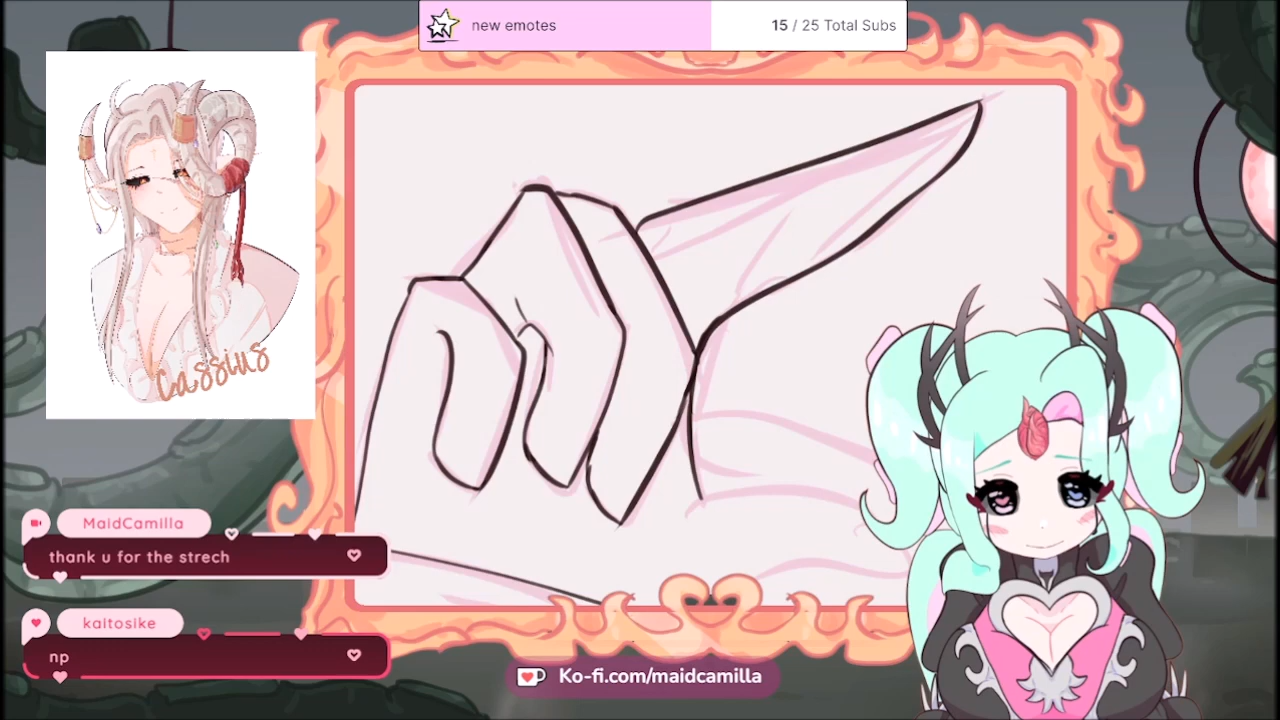 new emotes
15 / 25 Total Subs
Cassius
MaidCamilla
thank u for the strech
kaitosike
np
Ko-fi.com/maidcamilla